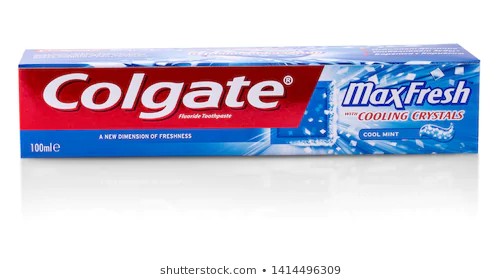 Colgate®
Fluoride Toothpaste
A NEW DIMENSION OF FRESHNESS
100ml e
MaxFresh
WITH COOLING CRYSTALS
COOL MINT
shutterstock.com • 1414496309